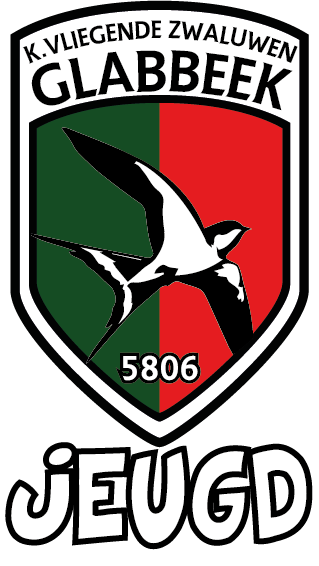 K. VLIEGENDE ZWALUWEN
GLABBEEK
5806
jEUGD